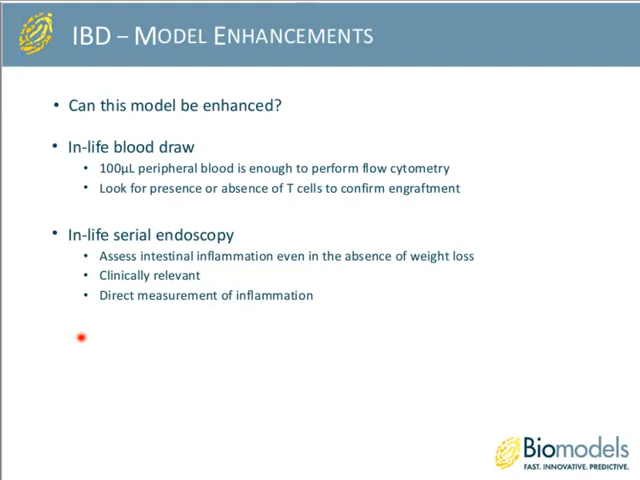 IBD – MODEL ENHANCEMENTS
• Can this model be enhanced?
• In-life blood draw
• 100µL peripheral blood is enough to perform flow cytometry
• Look for presence or absence of T cells to confirm engraftment
• In-life serial endoscopy
• Assess intestinal inflammation even in the absence of weight loss
• Clinically relevant
• Direct measurement of inflammation
Biomodels
FAST. INNOVATIVE. PREDICTIVE.